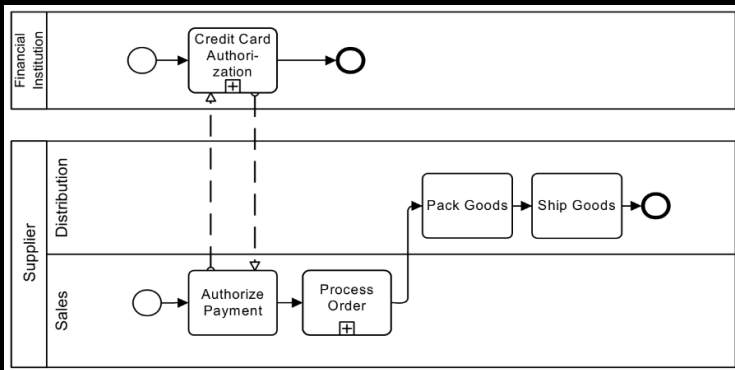 Financial
Institution
Credit Card
Authori-
zation
Supplier
Distribution
Pack Goods
Ship Goods
Sales
Authorize
Payment
Process
Order